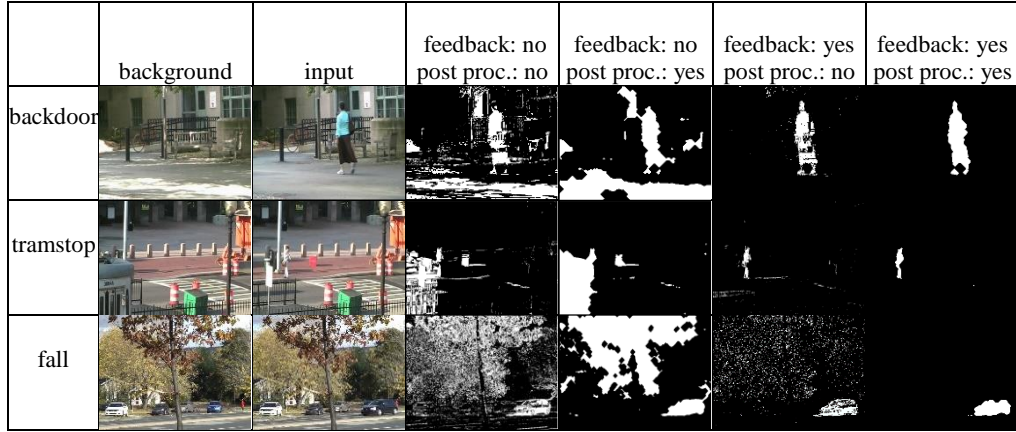 feedback: no feedback: no feedback: yes feedback: yes
background input post proc.: no post proc.: yes post proc.: no post proc.: yes
backdoor
tramstop
fall